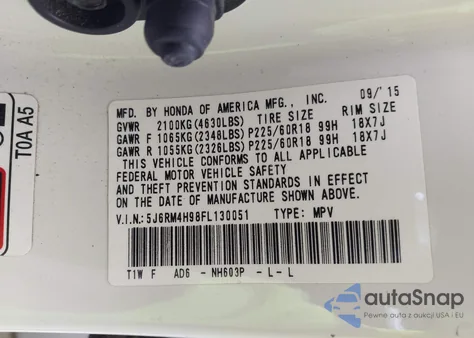 MFD. BY HONDA OF AMERICA MFG., INC. 09/'15
GVWR 2100KG(4630LBS) TIRE SIZE RIM SIZE
GAWR F 1065KG(2348LBS)P225/60R18 99H 18X7J
GAWR R 1055KG(2326LBS)P225/60R18 99H 18X7J
THIS VEHICLE CONFORMS TO ALL APPLICABLE
FEDERAL MOTOR VEHICLE SAFETY
AND THEFT PREVENTION STANDARDS IN EFFECT
ON THE DATE OF MANUFACTURE SHOWN ABOVE.
V.I.N.:5J6RM4H98FL130051 TYPE: MPV
T1W F AD6 - NH603P - L - L
T0A A5
autoSnap
Pewne auta z aukcji USA i EU